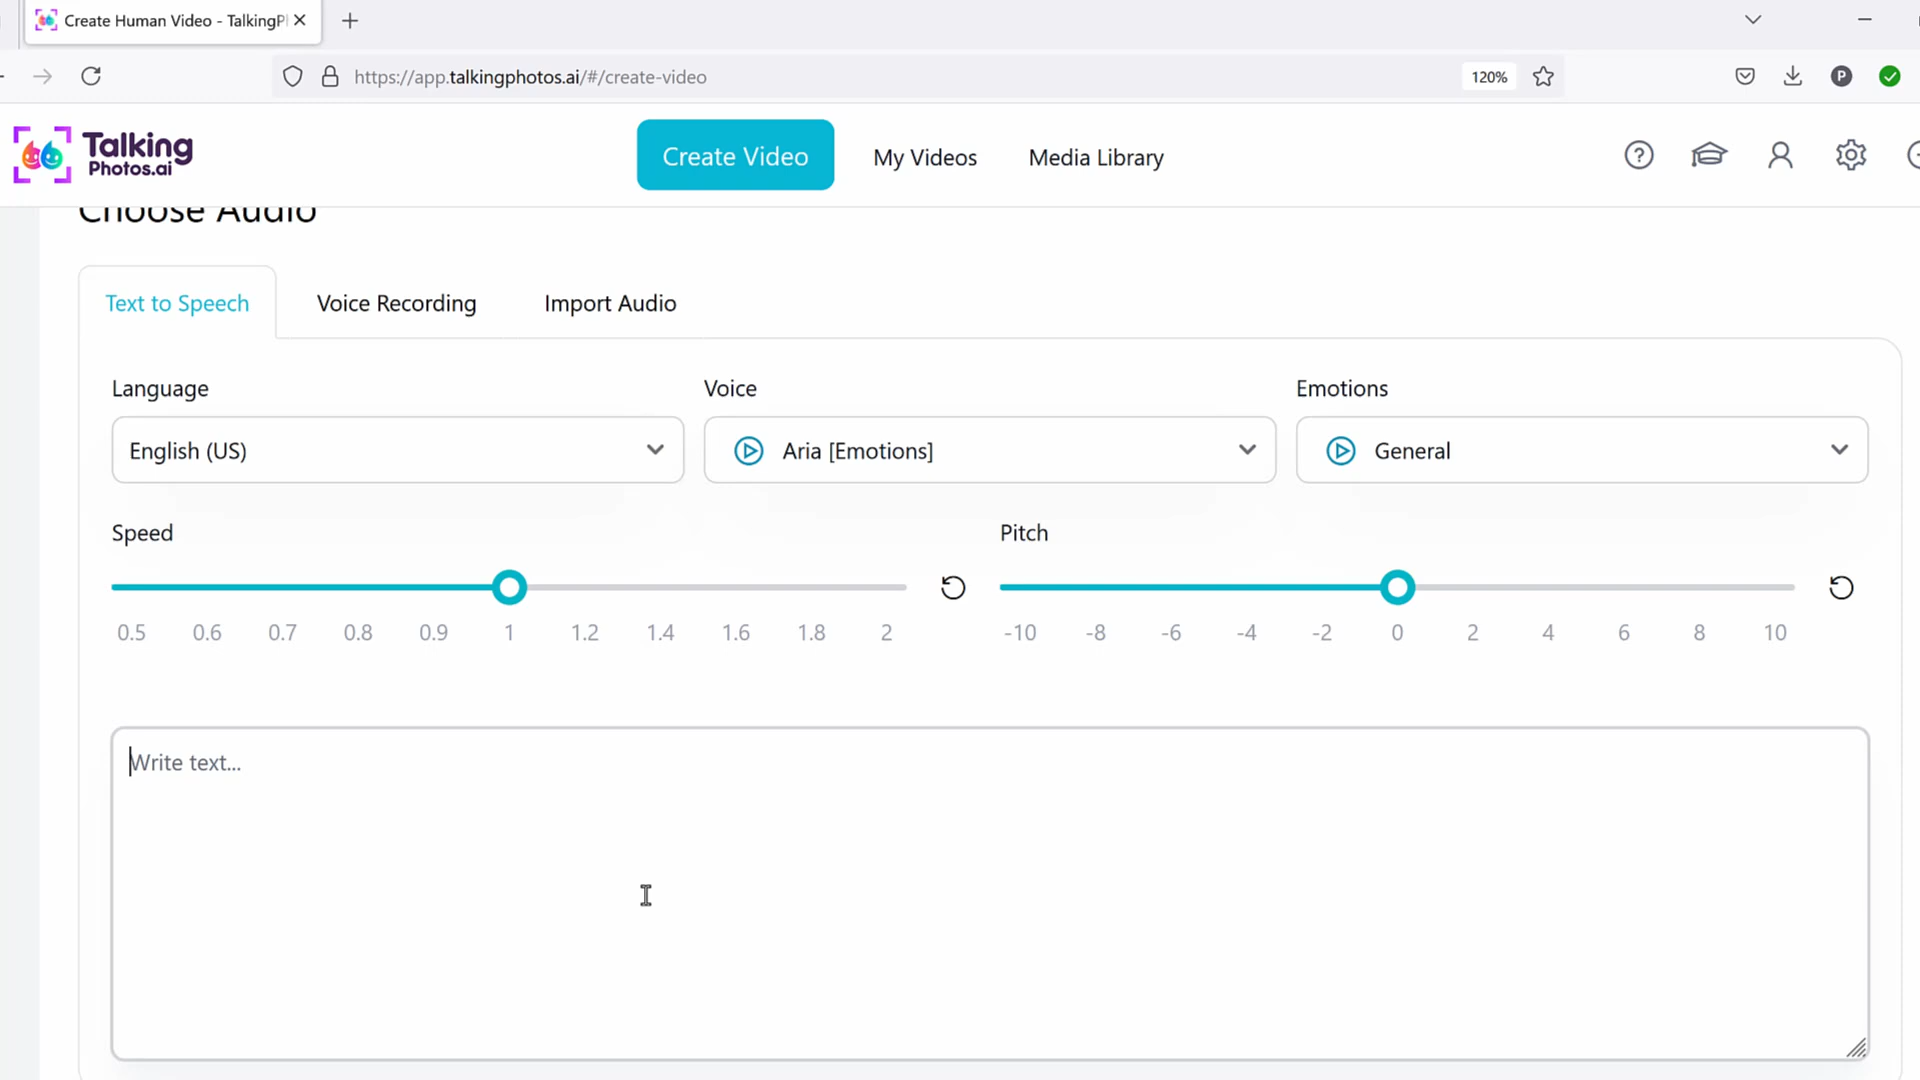 Create Human Video - TalkingPl
https://app.talkingphotos.ai/#/create-video
120%
P
Talking
Photos.ai
Create Video
My Videos
Media Library
Choose Audio
Text to Speech
Voice Recording
Import Audio
Language
Voice
Emotions
English (US)
Aria [Emotions]
General
Speed
Pitch
0.5 0.6 0.7 0.8 0.9 1 1.2 1.4 1.6 1.8 2
-10 -8 -6 -4 -2 0 2 4 6 8 10
Write text...